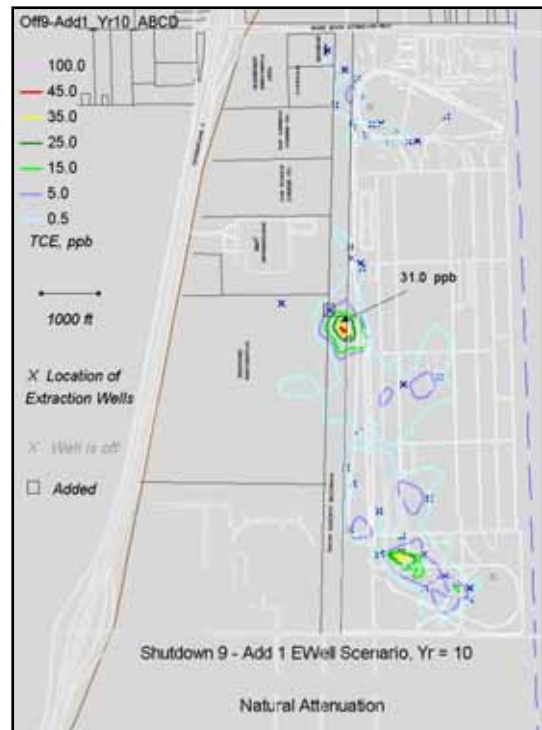 Off9-Add1_Yr10_ABCD
100.0
45.0
35.0
25.0
15.0
5.0
0.5
TCE, ppb
1000 ft
X Location of
Extraction Wells
X Well is off
Added
31.0 ppb
Shutdown 9 - Add 1 EWell Scenario, Yr = 10
Natural Attenuation